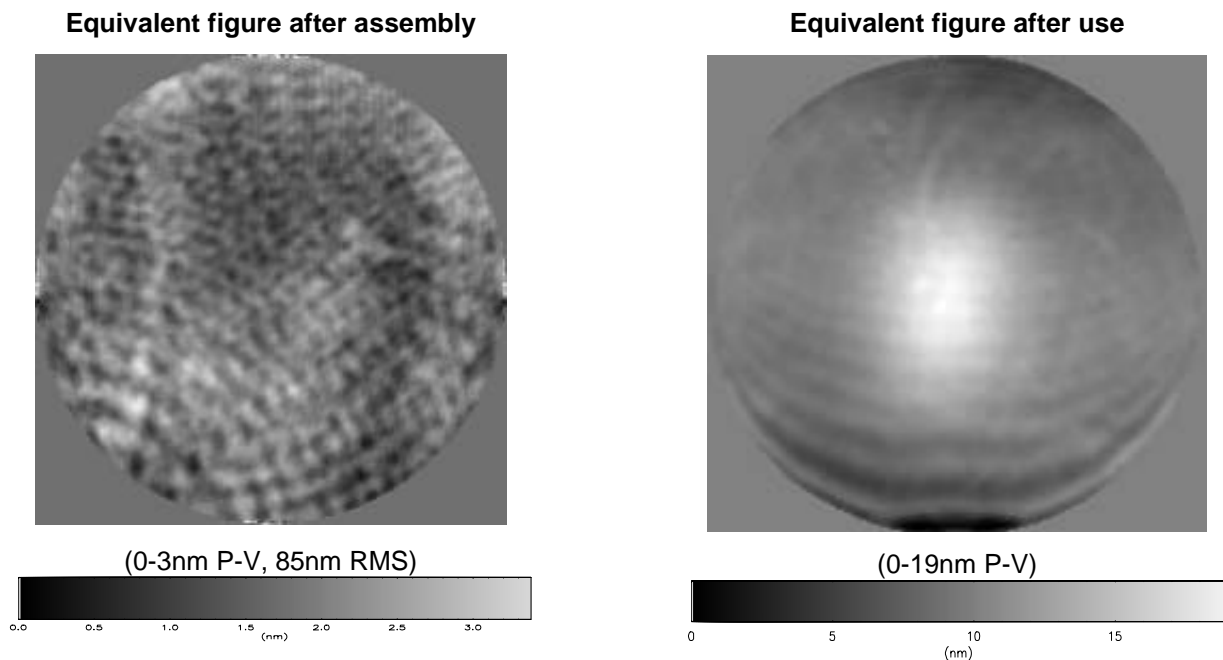 Equivalent figure after assembly
Equivalent figure after use
(0-3nm P-V, 85nm RMS)
(0-19nm P-V)
0.0 0.5 1.0 1.5 2.0 2.5 3.0
(nm)
0 5 10 15
(nm)